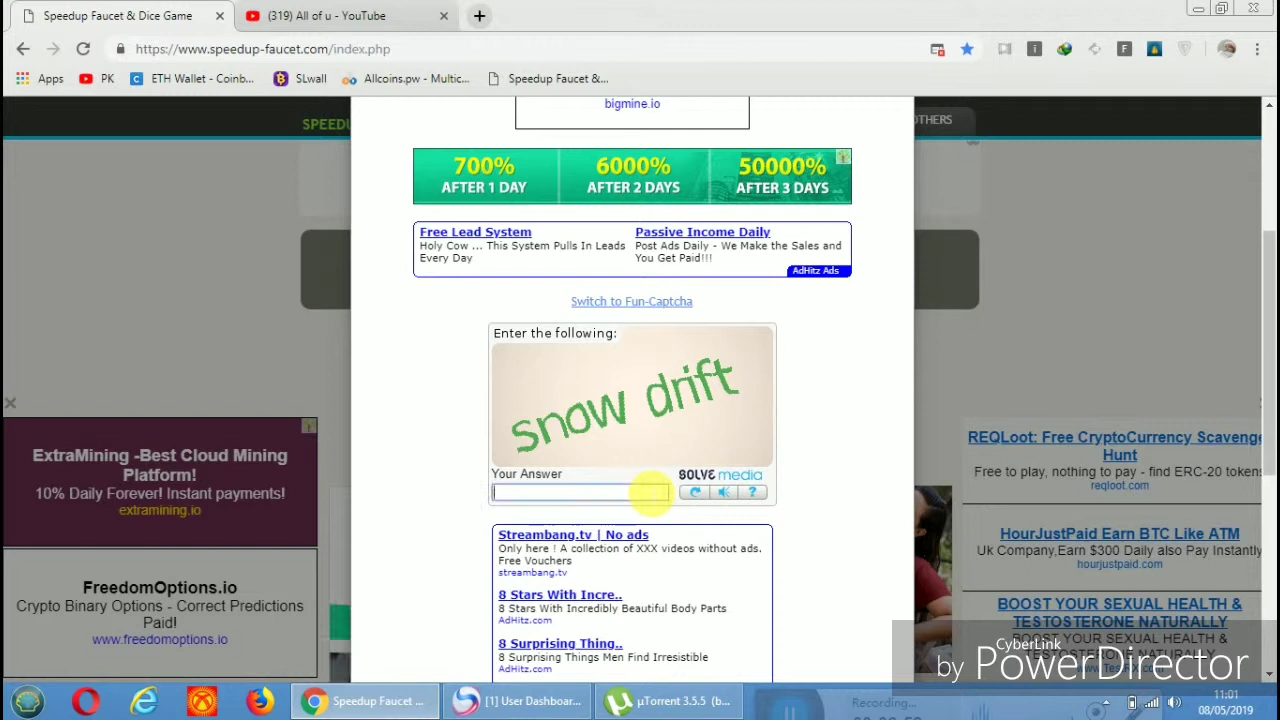 Speedup Faucet & Dice Game
(319) All of u - YouTube
https://www.speedup-faucet.com/index.php
Apps
PK
ETH Wallet - Coinb...
SLwall
Allcoins.pw - Multic...
Speedup Faucet &...
SPEEDU
OTHERS
bigmine.io
700%
AFTER 1 DAY
6000%
AFTER 2 DAYS
50000%
AFTER 3 DAYS
Free Lead System
Holy Cow ... This System Pulls In Leads
Every Day
Passive Income Daily
Post Ads Daily - We Make the Sales and
You Get Paid!!!
AdHitz Ads
Switch to Fun-Captcha
Enter the following:
snow drift
Your Answer
SOLVE media
?
Streambang.tv | No ads
Only here ! A collection of XXX videos without ads.
Free Vouchers
streambang.tv
8 Stars With Incre..
8 Stars With Incredibly Beautiful Body Parts
AdHitz.com
8 Surprising Thing..
8 Surprising Things Men Find Irresistible
AdHitz.com
ExtraMining -Best Cloud Mining
Platform!
10% Daily Forever! Instant payments!
extramining.io
FreedomOptions.io
Crypto Binary Options - Correct Predictions
Paid!
www.freedomoptions.io
REQLoot: Free CryptoCurrency Scavenge
Hunt
Free to play, nothing to pay - find ERC-20 tokens
reqloot.com
HourJustPaid Earn BTC Like ATM
Uk Company,Earn $300 Daily also Pay Instantly
hourjustpaid.com
BOOST YOUR SEXUAL HEALTH &
TESTOSTERONE NATURALLY
BOOST YOUR SEXUAL HEALTH &
TESTOSTERONE NATURALLY
CyberLink
by PowerDirector
Speedup Faucet ...
[1] User Dashboar...
µTorrent 3.5.5 (b...
Recording...
11:01
08/05/2019